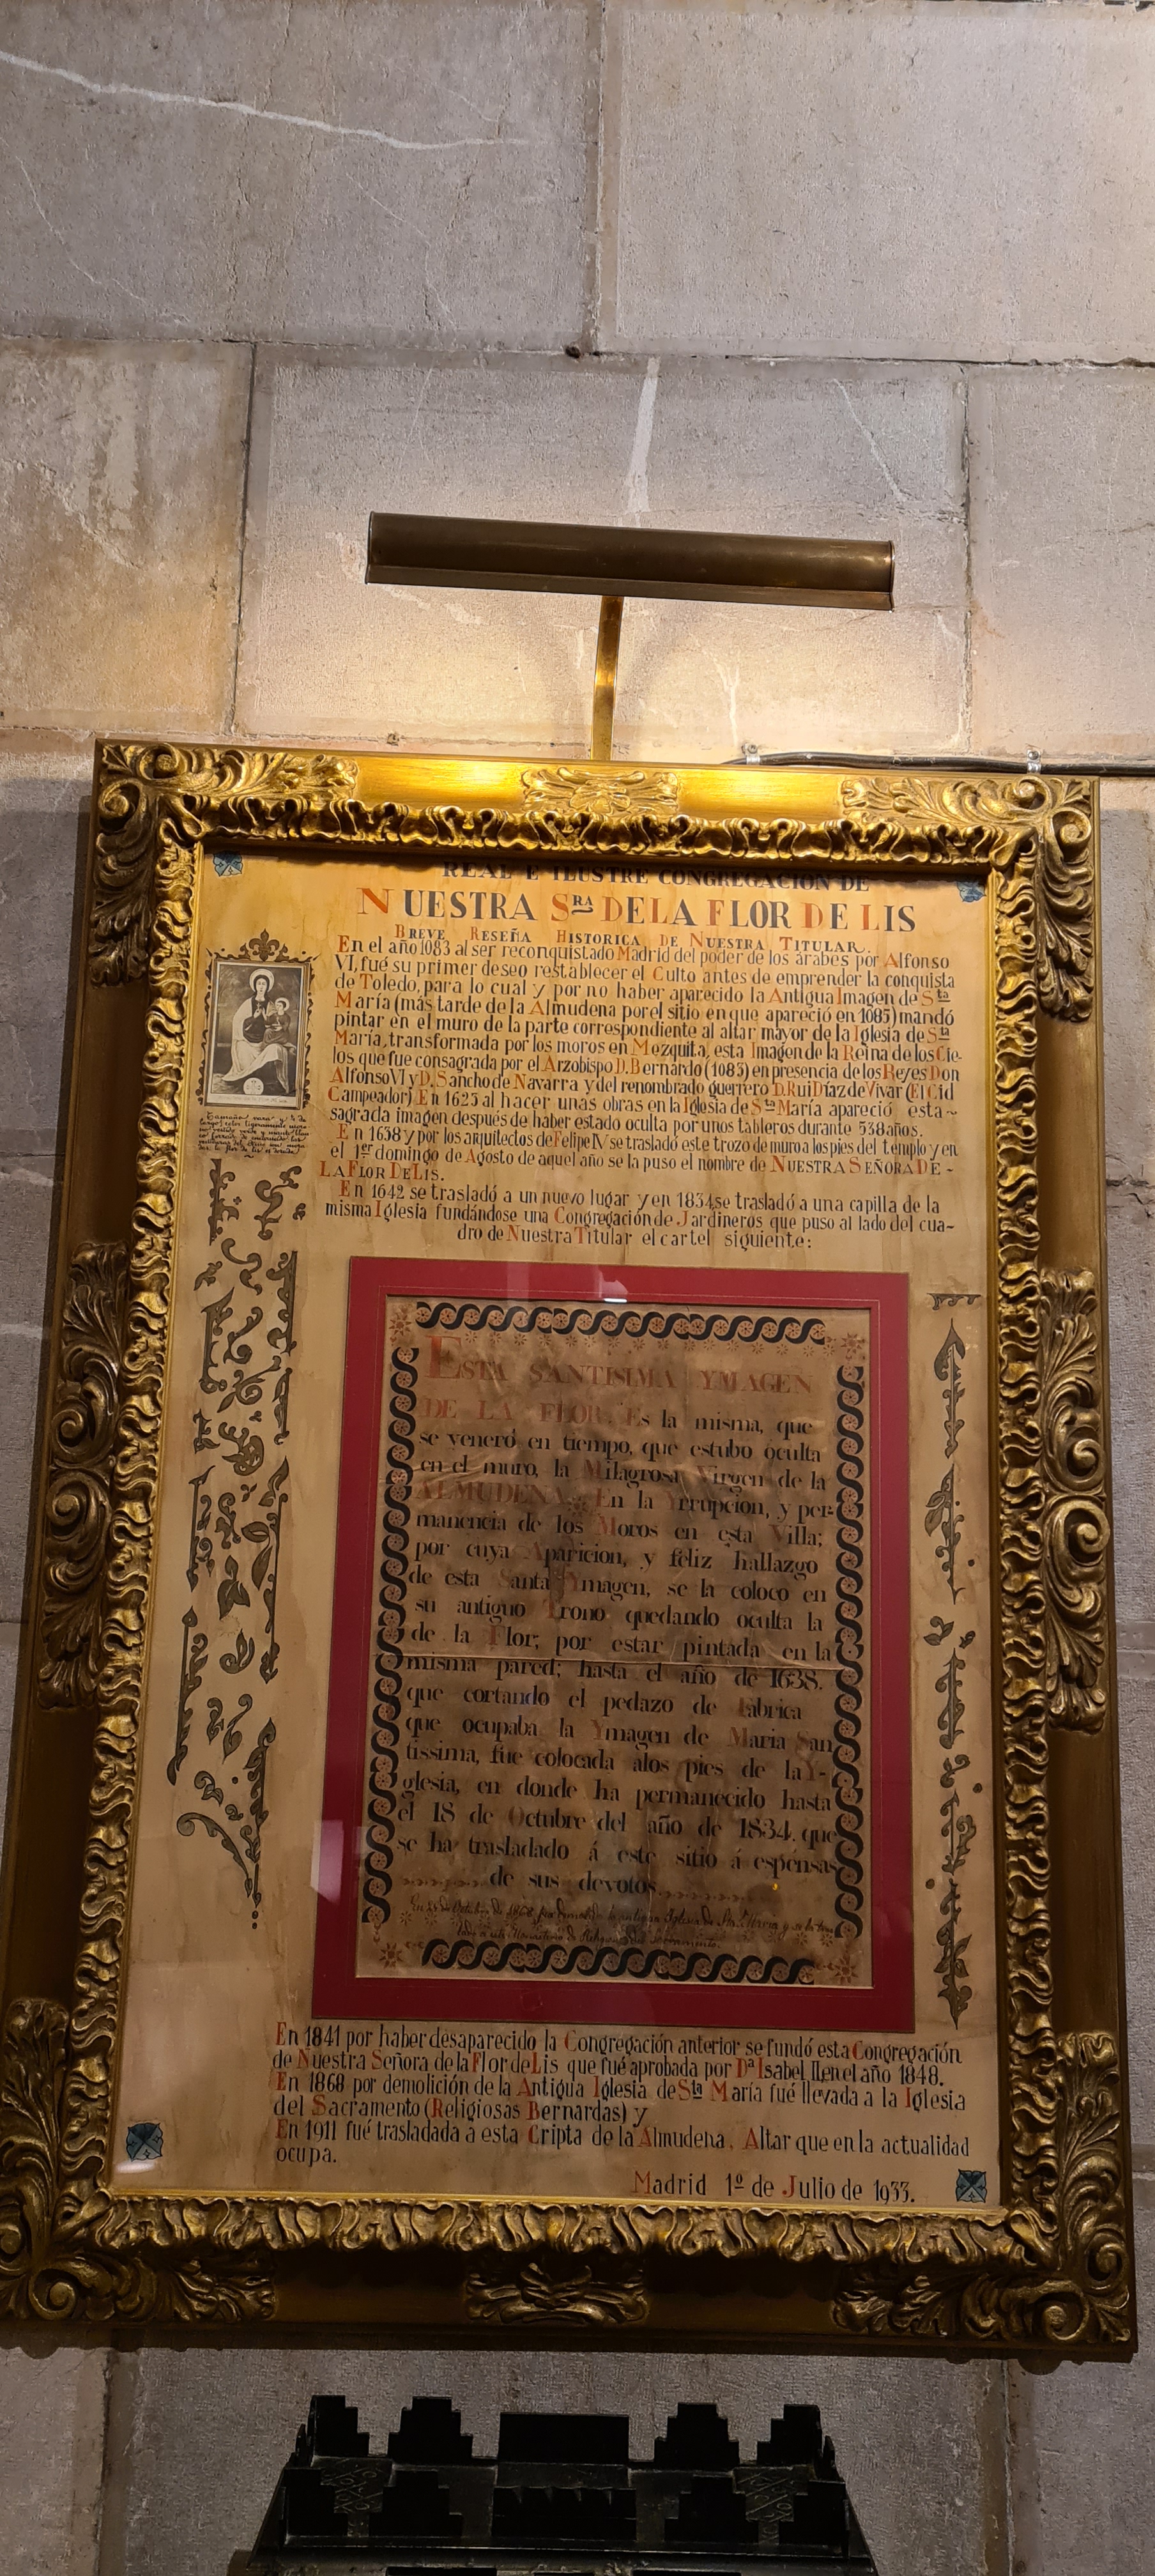 REAL E ILUSTRE CONGREGACION DE
NUESTRA SRA DE LA FLOR DE LIS
BREVE RESEÑA HISTORICA DE NUESTRA TITULAR.
En el año 1083 al ser reconquistado Madrid del poder de los árabes por Alfonso
VI, fué su primer deseo restablecer el Culto antes de emprender la conquista
de Toledo, para lo cual y por no haber aparecido la Antigua Imagen de Sta
María (más tarde de la Almudena por el sitio en que apareció en 1085) mandó
pintar en el muro de la parte correspondiente al altar mayor de la Iglesia de Sta
María, transformada por los moros en Mezquita, esta Imagen de la Reina de los Cie-
los que fue consagrada por el Arzobispo D. Bernardo (1083) en presencia de los Reyes Don
Alfonso VI y D. Sancho de Navarra y del renombrado guerrero D. Rui Díaz de Vivar (El Cid
Campeador) En 1623 al hacer unas obras en la Iglesia de Sta María apareció esta
sagrada imagen después de haber estado oculta por unos tableros durante 538 años.
En 1638 y por los arquitectos de Felipe IV se trasladó este trozo de muro a los pies del templo y en
el 1er domingo de Agosto de aquel año se la puso el nombre de NUESTRA SEÑORA DE -
LA FLOR DE LIS.
En 1642 se trasladó a un nuevo lugar y en 1834 se trasladó a una capilla de la
misma Iglesia fundándose una Congregación de Jardineros que puso al lado del cua-
dro de Nuestra Titular el cartel siguiente:
ESTA SANTISIMA YMAGEN
DE LA FLOR. Es la misma, que
se veneró en tiempo, que estubo oculta
en el muro, la Milagrosa Virgen de la
ALMUDENA. En la Yrrupcion, y per-
manencia de los Moros en esta Villa;
por cuya Aparicion, y feliz hallazgo
de esta Santa Ymagen, se la coloco en
su antiguo Trono quedando oculta la
de la Flor; por estar pintada en la
misma pared; hasta el año de 1638.
que cortando el pedazo de fabrica
que ocupaba la Ymagen de Maria San
tissima, fue colocada alos pies de la Y-
glesia, en donde ha permanecido hasta
el 18 de Octubre del año de 1834. que
se ha trasladado á este sitio á espensas
de sus devotos.
En 1841 por haber desaparecido la Congregación anterior se fundó esta Congregación
de Nuestra Señora de la Flor de Lis que fué aprobada por Dª Isabel II en el año 1848.
En 1868 por demolición de la Antigua Iglesia de Sta María fué llevada a la Iglesia
del Sacramento (Religiosas Bernardas) y
En 1911 fué trasladada a esta Cripta de la Almudena, Altar que en la actualidad
ocupa.
Madrid 1º de Julio de 1933.